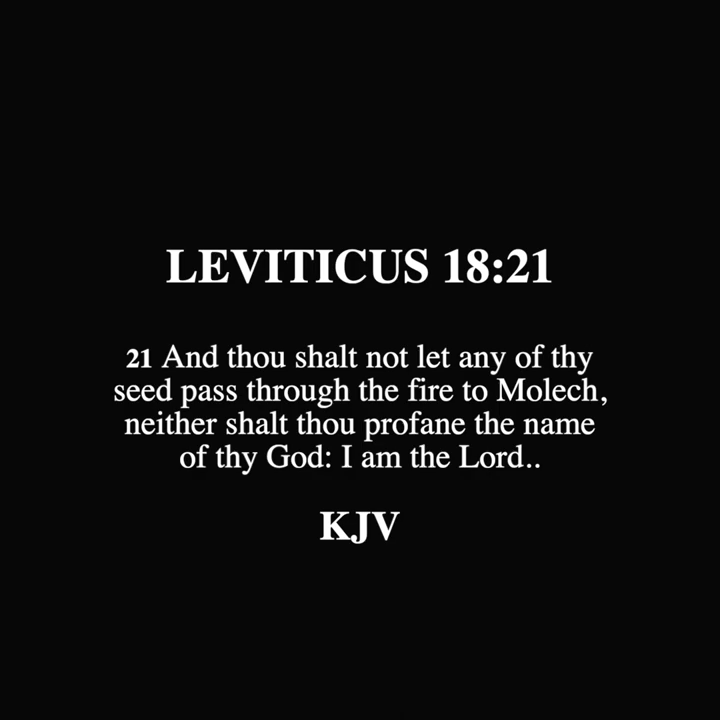 LEVITICUS 18:21
21 And thou shalt not let any of thy
seed pass through the fire to Molech,
neither shalt thou profane the name
of thy God: I am the Lord..
KJV